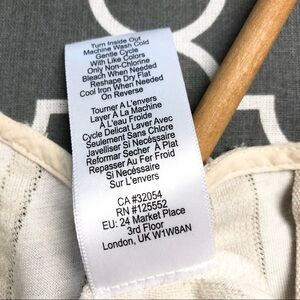 Turn Inside Out
Machine Wash Cold
Gentle Cycle
With Like Colors
Only Non-Chlorine
Bleach When Needed
Reshape Dry Flat
Cool Iron When Needed
On Reverse
Tourner A L'envers
Layer À La Machine
À L'eau Froide
Cycle Delicat Laver Avec
Seulement Sans Chlore
Javelliser Si Necessaire
Reformar Secher À Plat
Repasser Au Fer Froid
Si Necessaire
Sur L'envers
CA #32054
RN #125552
EU: 24 Market Place
3rd Floor
London, UK W1W8AN